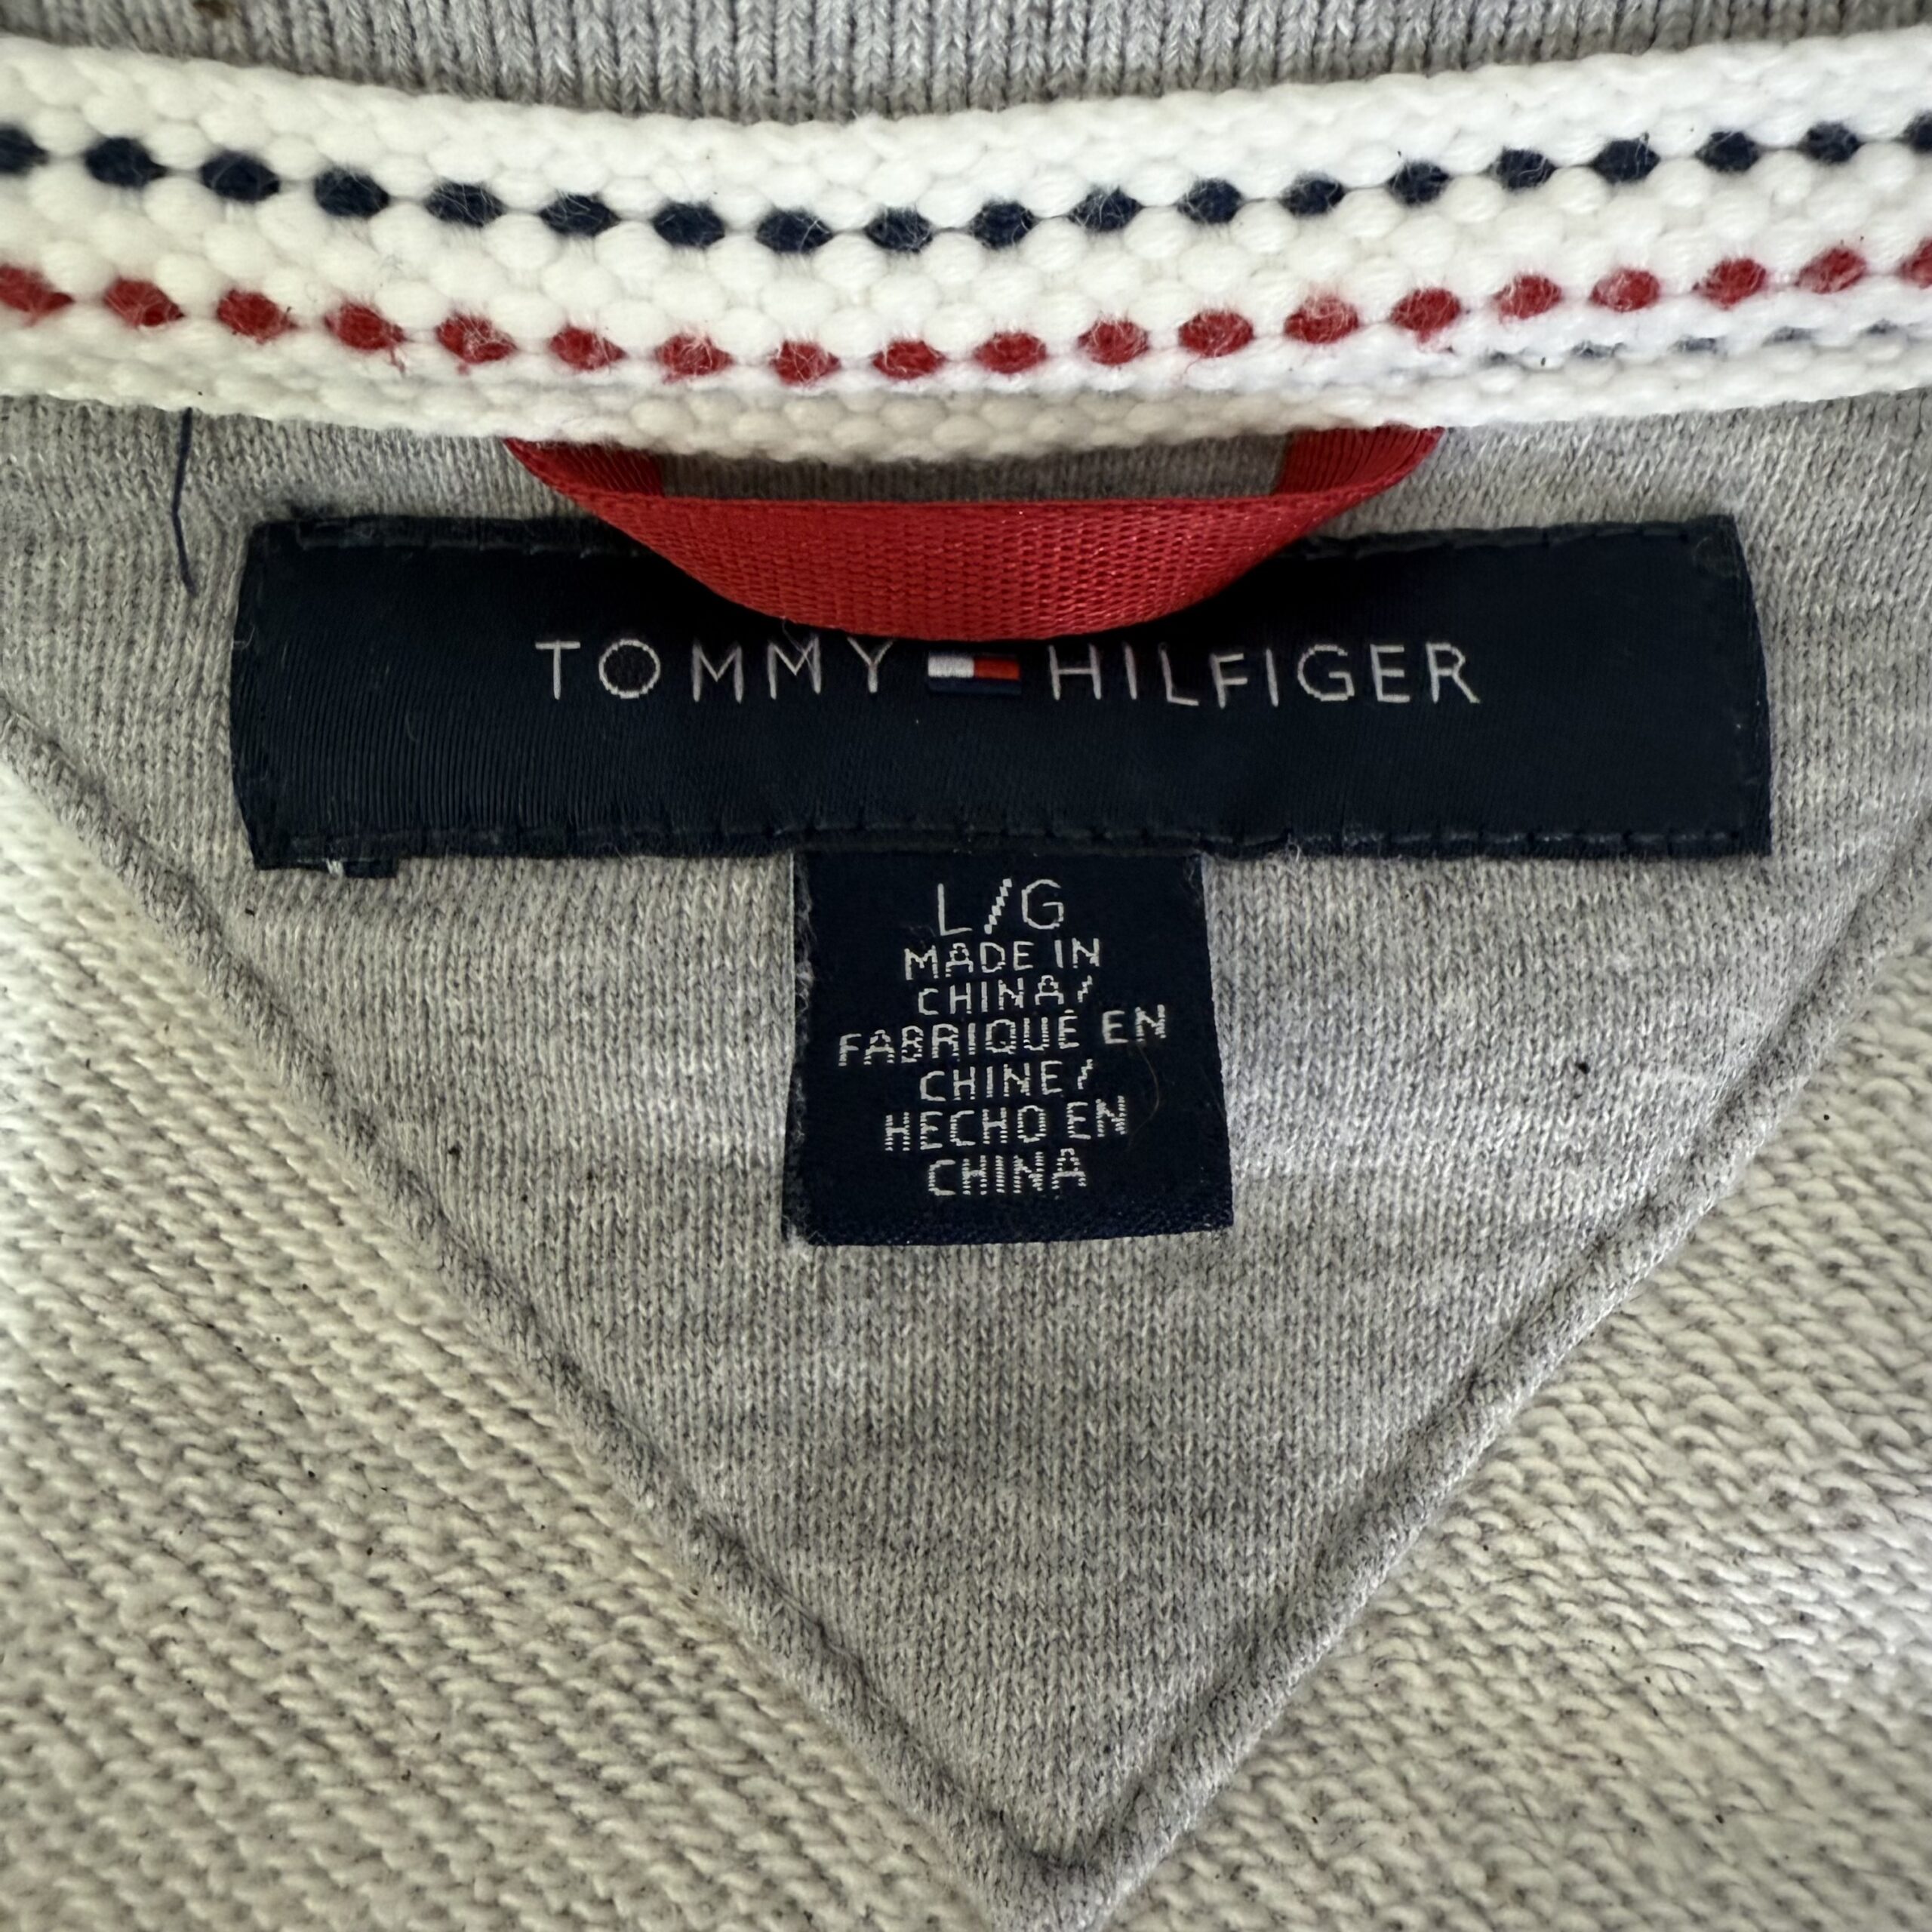 TOMMY HILFIGER
L/G
MADE IN
CHINA/
FABRIQUÉ EN
CHINE/
HECHO EN
CHINA